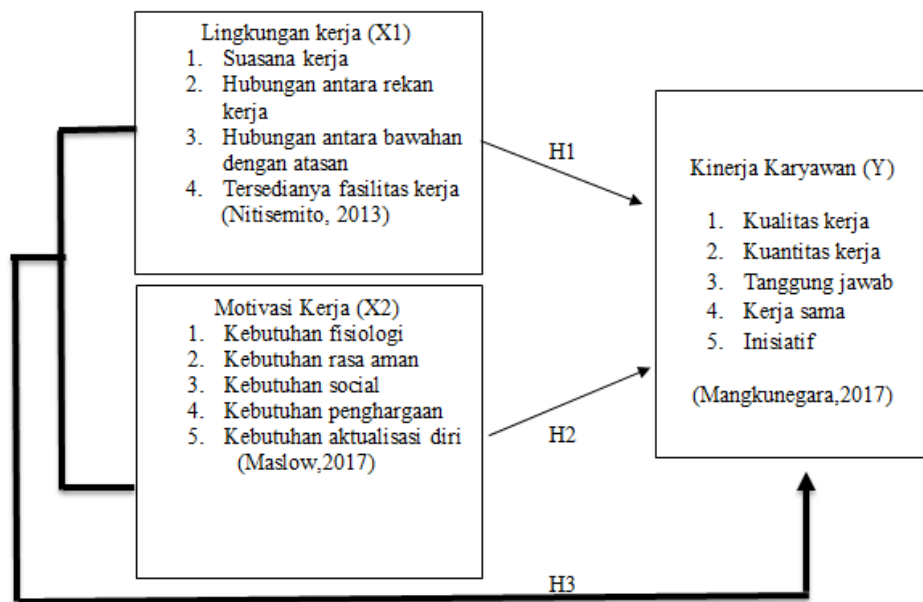 Lingkungan kerja (X1)
1. Suasana kerja
2. Hubungan antara rekan
kerja
3. Hubungan antara bawahan
dengan atasan
4. Tersedianya fasilitas kerja
(Nitisemito, 2013)
H1
Kinerja Karyawan (Y)
1. Kualitas kerja
2. Kuantitas kerja
3. Tanggung jawab
4. Kerja sama
5. Inisiatif
(Mangkunegara,2017)
Motivasi Kerja (X2)
1. Kebutuhan fisiologi
2. Kebutuhan rasa aman
3. Kebutuhan social
4. Kebutuhan penghargaan
5. Kebutuhan aktualisasi diri
(Maslow,2017)
H2
H3